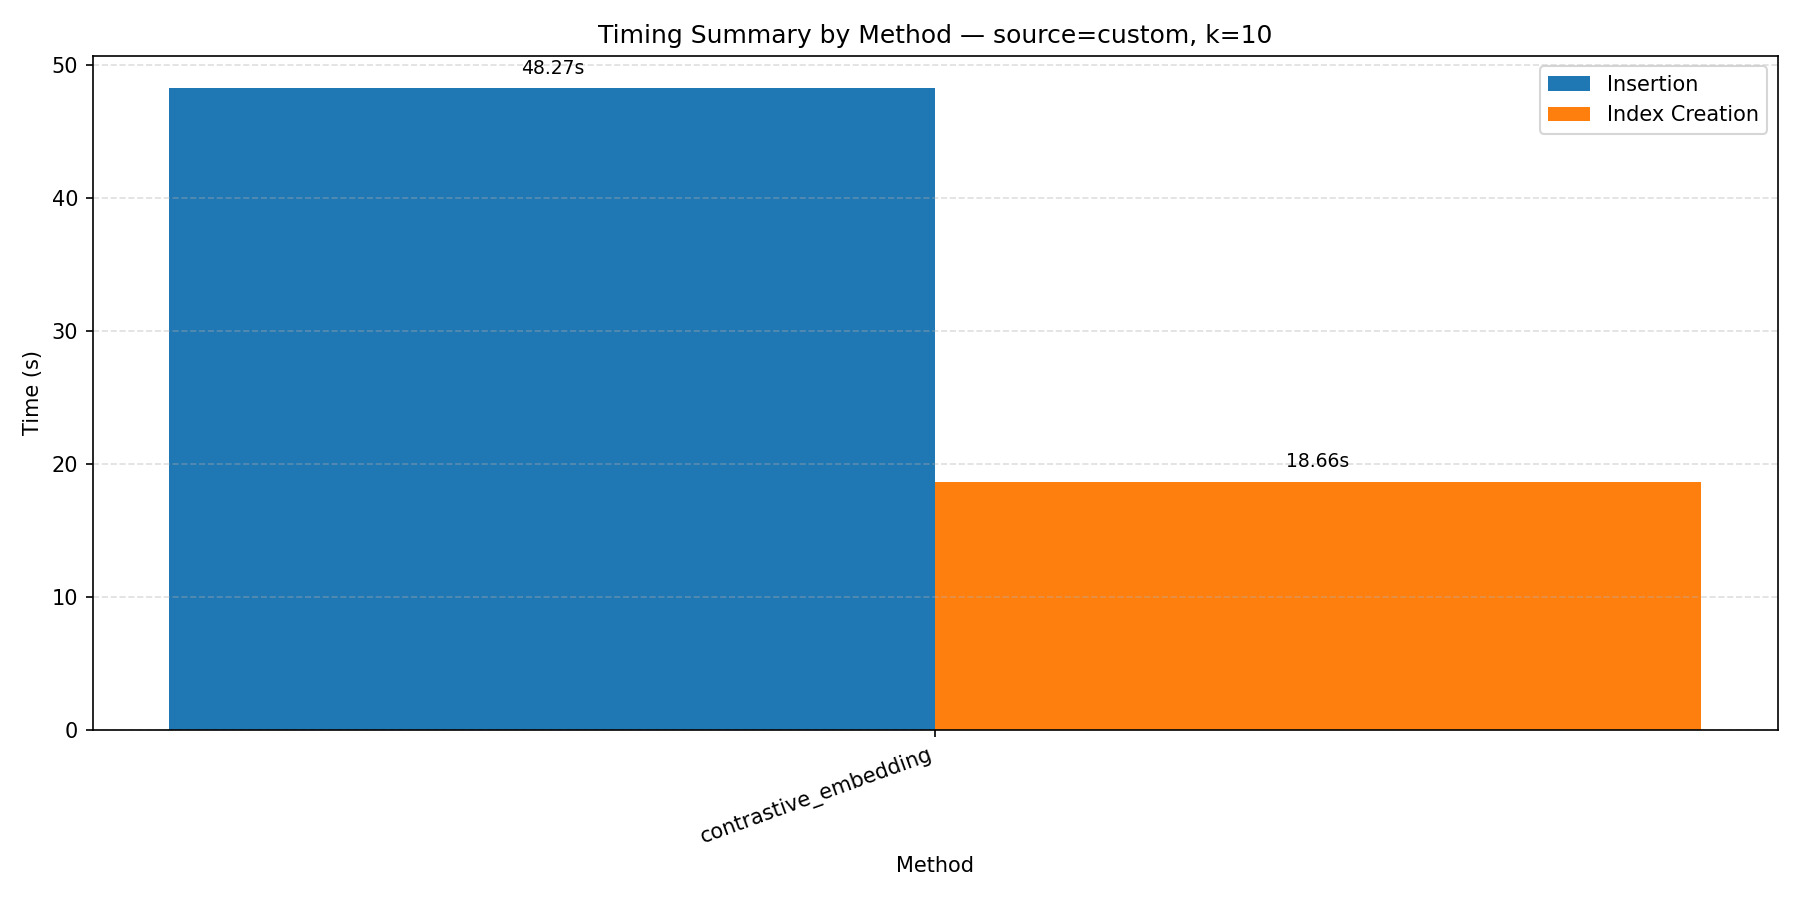 Timing Summary by Method — source=custom, k=10
50
48.27s
Insertion
Index Creation
40
30
Time (s)
20
18.66s
10
0
contrastive_embedding
Method